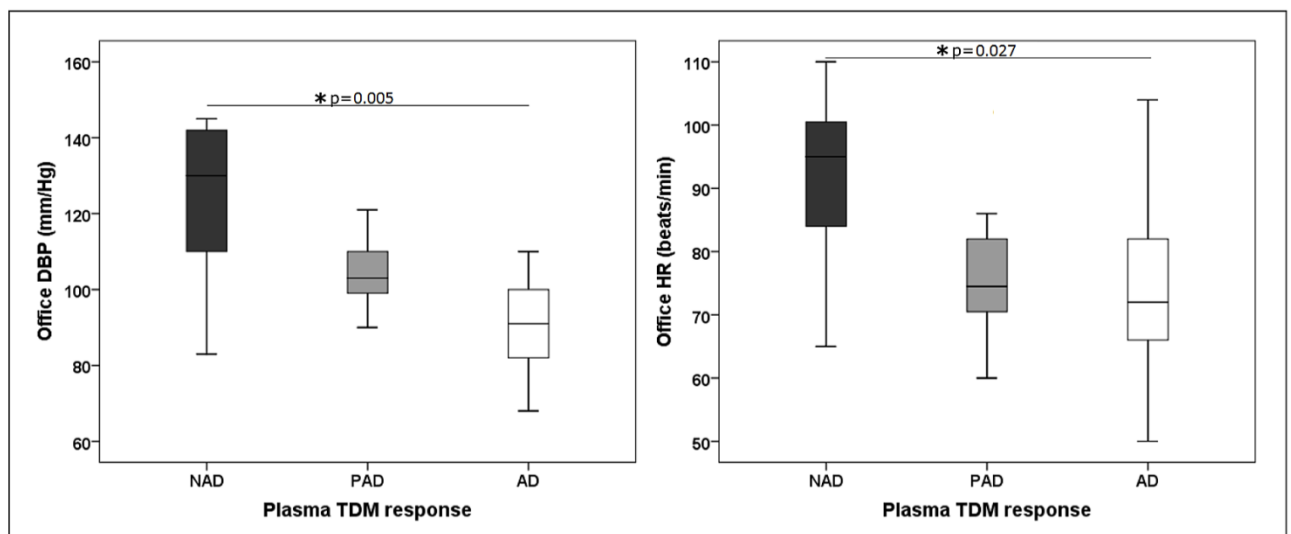 160
140
120
100
80
60
Office DBP (mm/Hg)
* p=0.005
NAD PAD AD
Plasma TDM response
110
100
90
80
70
60
50
Office HR (beats/min)
* p=0.027
NAD PAD AD
Plasma TDM response